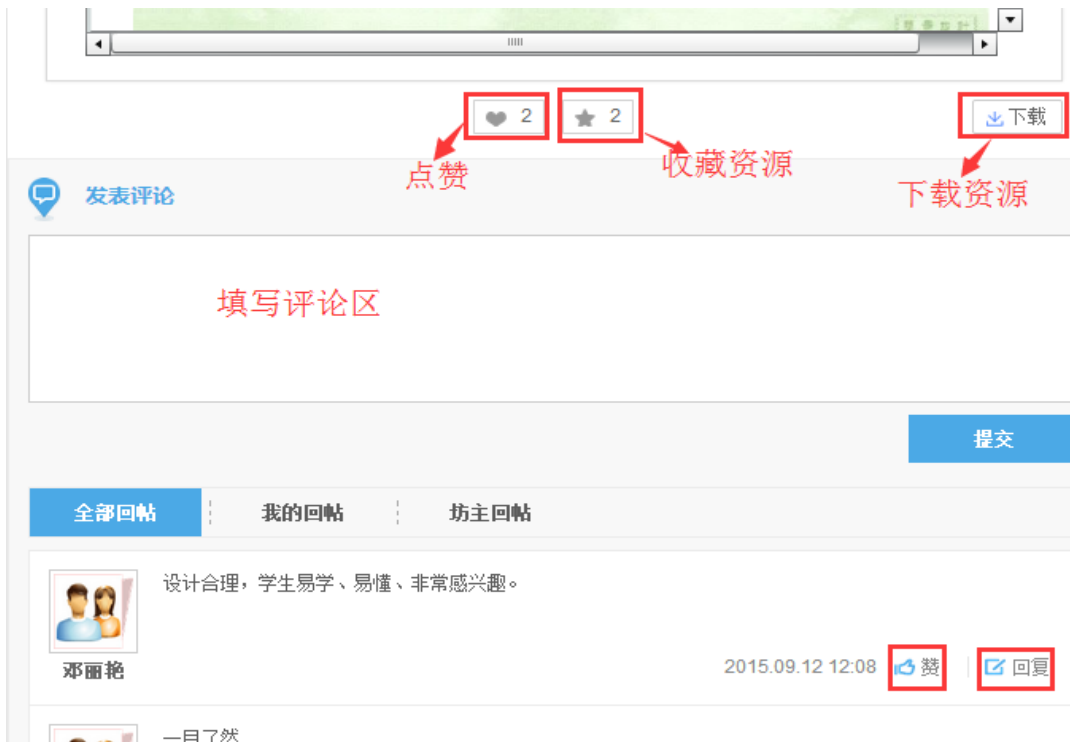 2
2
下载
点赞
收藏资源
下载资源
发表评论
填写评论区
提交
全部回帖
我的回帖
坊主回帖
设计合理，学生易学、易懂、非常感兴趣。
邓丽艳
2015.09.12 12:08
赞
回复
一目了然